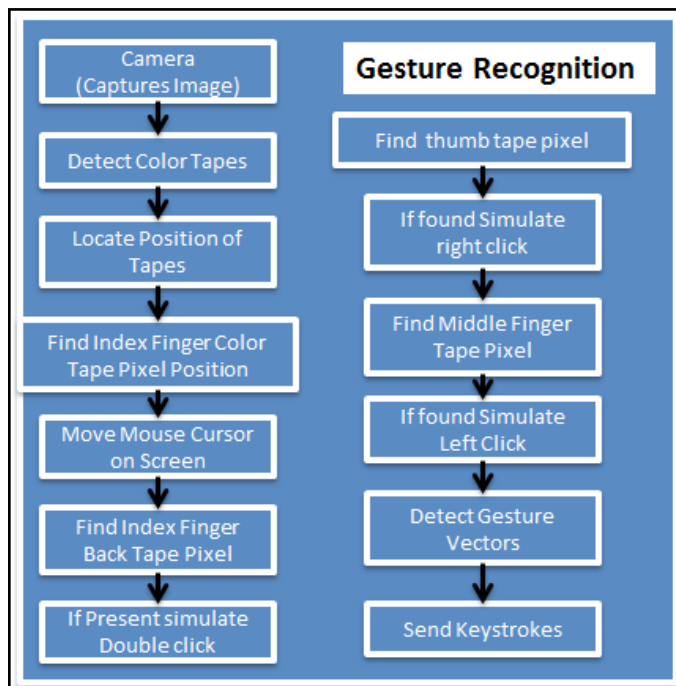 Camera
(Captures Image)
Detect Color Tapes
Locate Position of
Tapes
Find Index Finger Color
Tape Pixel Position
Move Mouse Cursor
on Screen
Find Index Finger
Back Tape Pixel
If Present simulate
Double click
Gesture Recognition
Find thumb tape pixel
If found Simulate
right click
Find Middle Finger
Tape Pixel
If found Simulate
Left Click
Detect Gesture
Vectors
Send Keystrokes